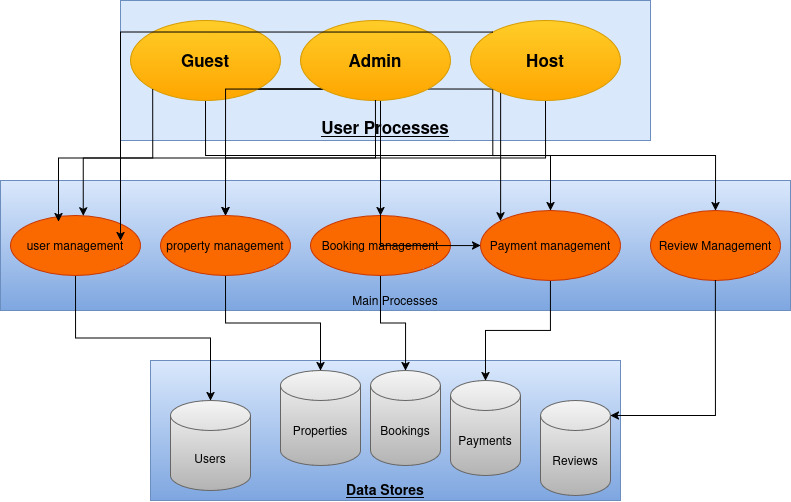 Guest
Admin
Host
User Processes
user management
property management
Booking management
Payment management
Review Management
Main Processes
Properties
Bookings
Payments
Users
Reviews
Data Stores